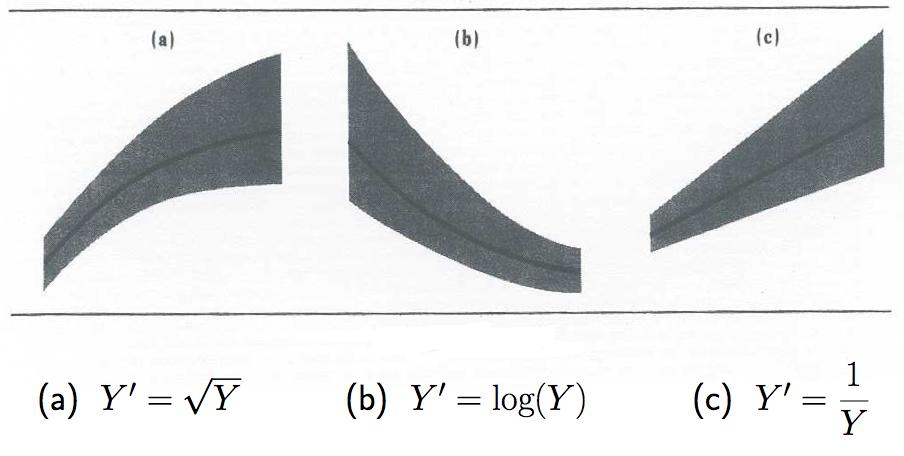 (a) (b) (c)
(a) Y′ = √Y (b) Y′ = log(Y) (c) Y′ = 1/Y